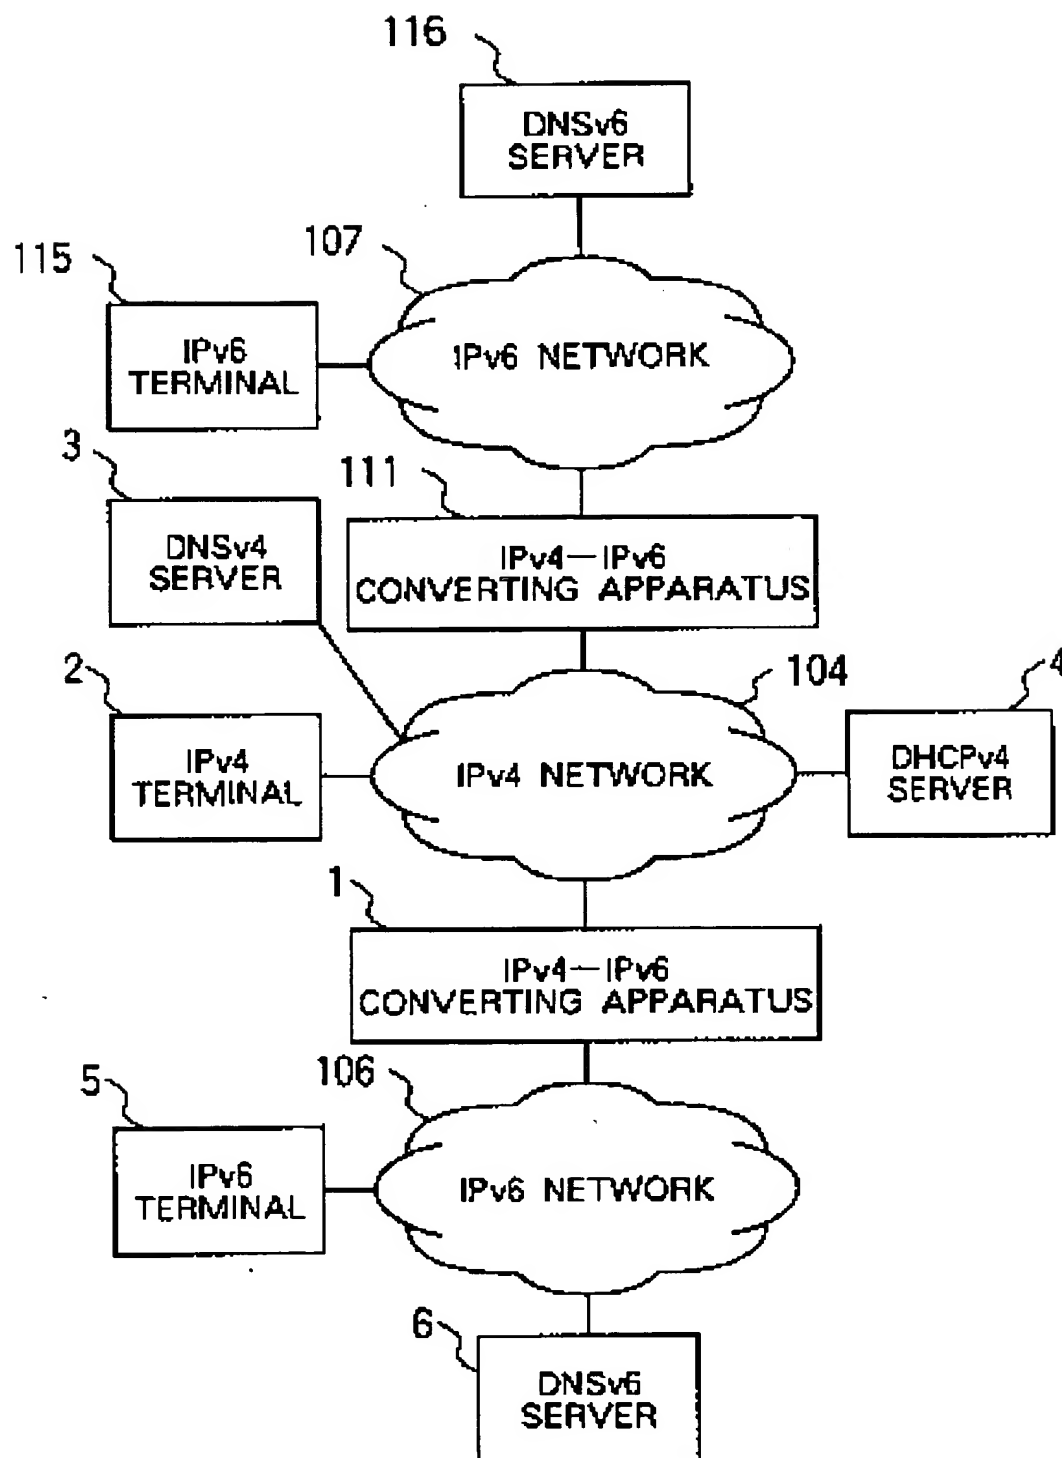 116
DNSv6
SERVER
107
115
IPv6
TERMINAL
IPv6 NETWORK
3
111
DNSv4
SERVER
IPv4—IPv6
CONVERTING APPARATUS
2
104
4
IPv4
TERMINAL
IPv4 NETWORK
DHCPv4
SERVER
1
IPv4—IPv6
CONVERTING APPARATUS
5
106
IPv6
TERMINAL
IPv6 NETWORK
6
DNSv6
SERVER